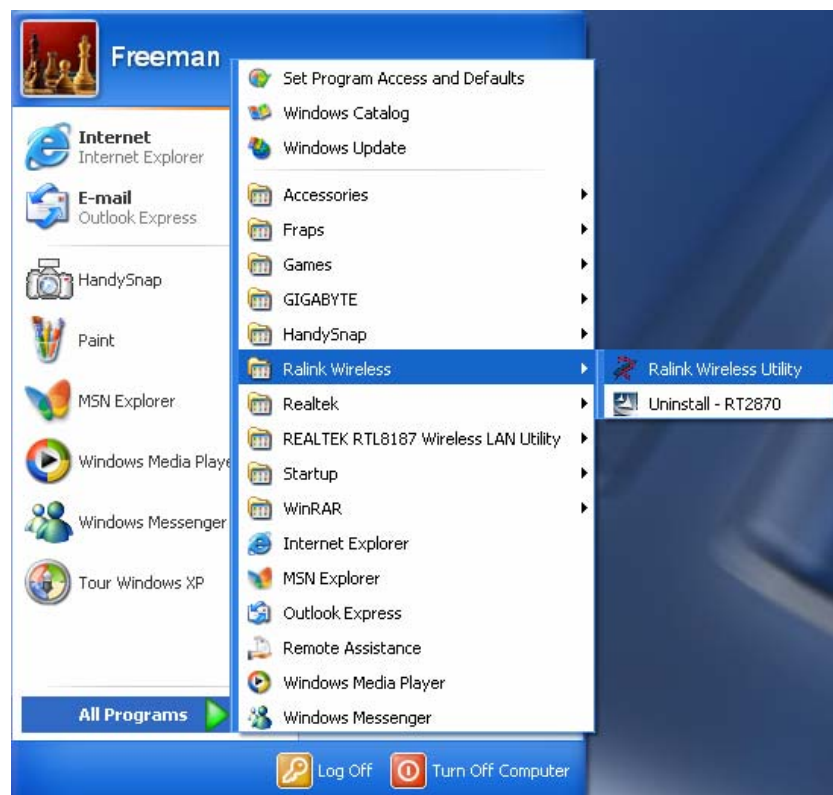 Freeman
Internet
Internet Explorer
E-mail
Outlook Express
HandySnap
Paint
MSN Explorer
Windows Media Playe
Windows Messenger
Tour Windows XP
All Programs
Set Program Access and Defaults
Windows Catalog
Windows Update
Accessories
Fraps
Games
GIGABYTE
HandySnap
Ralink Wireless
Realtek
REALTEK RTL8187 Wireless LAN Utility
Startup
WinRAR
Internet Explorer
MSN Explorer
Outlook Express
Remote Assistance
Windows Media Player
Windows Messenger
Ralink Wireless Utility
Uninstall - RT2870
Log Off
Turn Off Computer